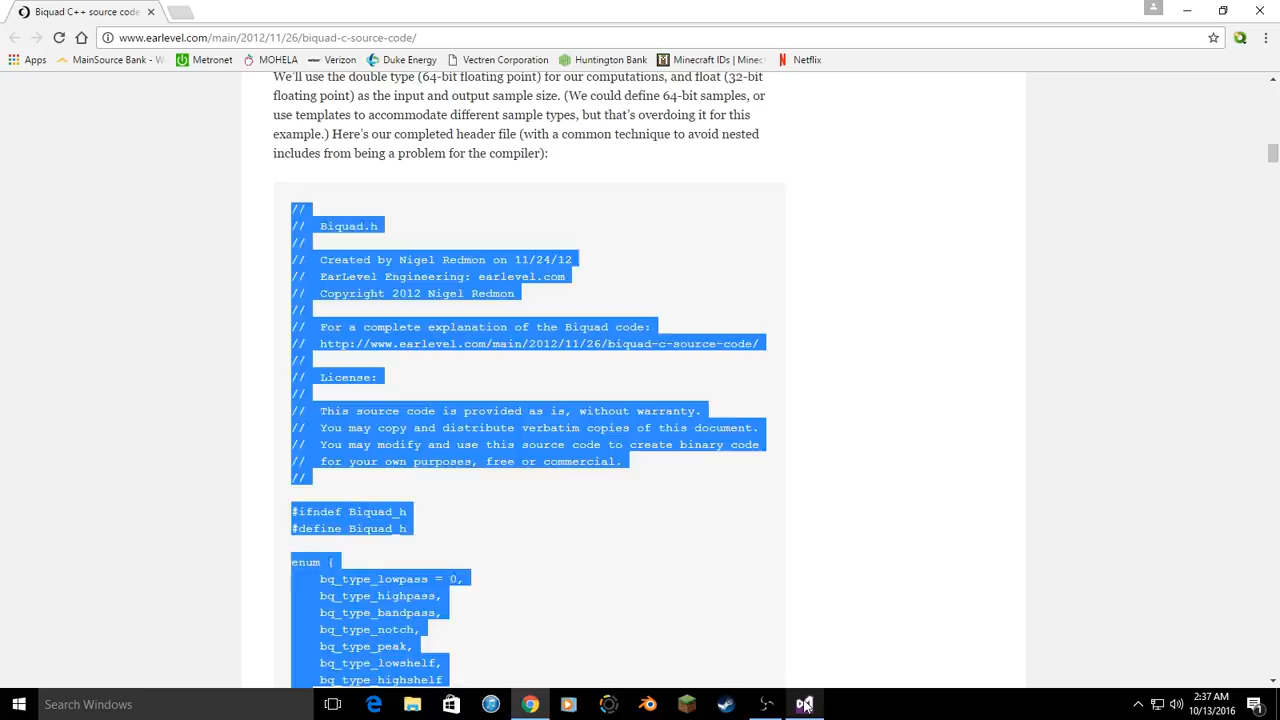 Biquad C++ source code
www.earlevel.com/main/2012/11/26/biquad-c-source-code/
Apps MainSource Bank - W Metronet MOHELA Verizon Duke Energy Vectren Corporation Huntington Bank Minecraft IDs | Minec Netflix
We'll use the double type (64-bit floating point) for our computations, and float (32-bit
floating point) as the input and output sample size. (We could define 64-bit samples, or
use templates to accommodate different sample types, but that's overdoing it for this
example.) Here's our completed header file (with a common technique to avoid nested
includes from being a problem for the compiler):
//
// Biquad.h
//
// Created by Nigel Redmon on 11/24/12
// EarLevel Engineering: earlevel.com
// Copyright 2012 Nigel Redmon
//
// For a complete explanation of the Biquad code:
// http://www.earlevel.com/main/2012/11/26/biquad-c-source-code/
//
// License:
//
// This source code is provided as is, without warranty.
// You may copy and distribute verbatim copies of this document.
// You may modify and use this source code to create binary code
// for your own purposes, free or commercial.
//
#ifndef Biquad_h
#define Biquad_h
enum {
bq_type_lowpass = 0,
bq_type_highpass,
bq_type_bandpass,
bq_type_notch,
bq_type_peak,
bq_type_lowshelf,
bq_type_highshelf
Search Windows
2:37 AM
10/13/2016